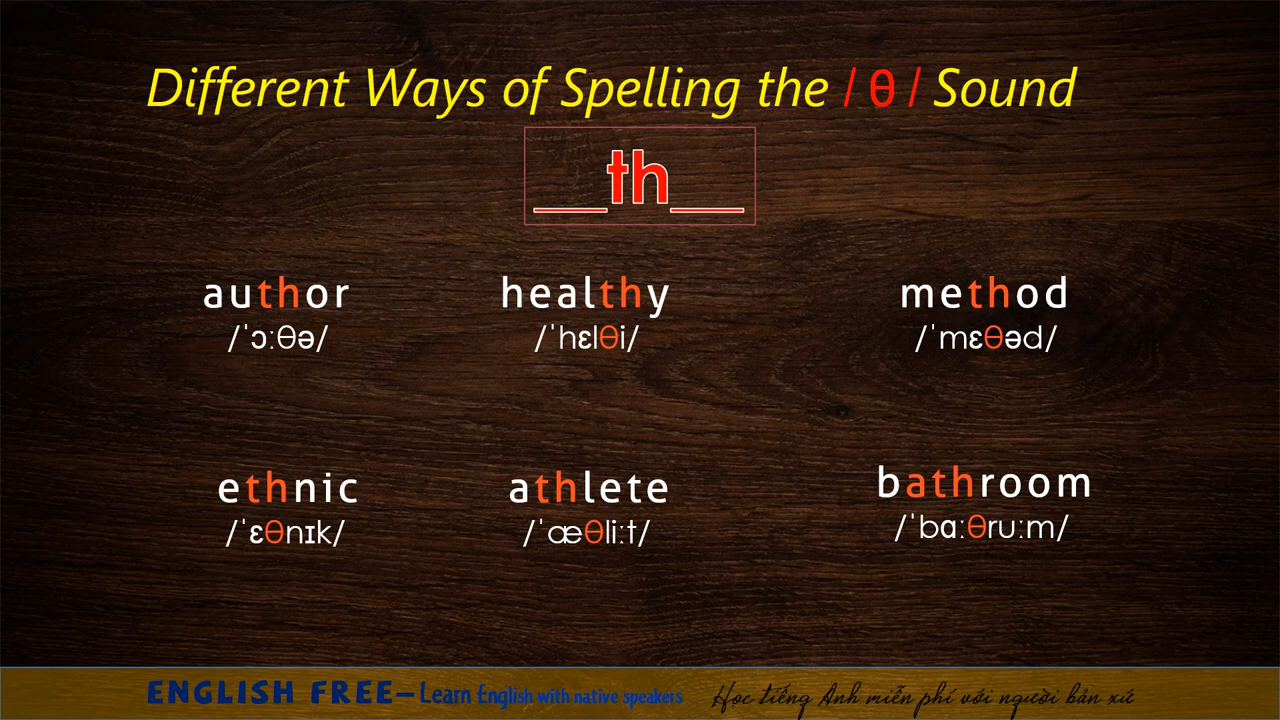 Different Ways of Spelling the / θ / Sound
__th__
author healthy method
/ˈɔːθə/ /ˈhɛlθi/ /ˈmɛθəd/
ethnic athlete bathroom
/ˈɛθnɪk/ /ˈæθliːt/ /ˈbɑːθruːm/
ENGLISH FREE–Learn English with native speakers Học tiếng Anh miễn phí với người bản xứ